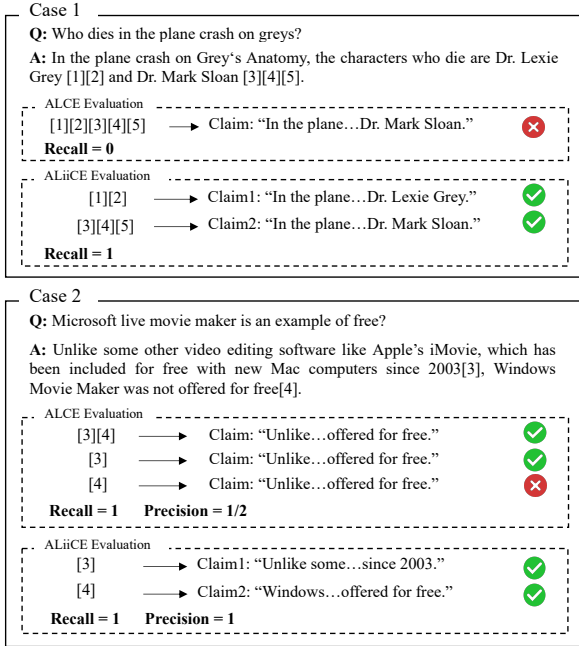 Case 1
Q: Who dies in the plane crash on greys?
A: In the plane crash on Grey‘s Anatomy, the characters who die are Dr. Lexie
Grey [1][2] and Dr. Mark Sloan [3][4][5].
ALCE Evaluation
[1][2][3][4][5] Claim: “In the plane…Dr. Mark Sloan.”
Recall = 0
ALiiCE Evaluation
[1][2] Claim1: “In the plane…Dr. Lexie Grey.”
[3][4][5] Claim2: “In the plane…Dr. Mark Sloan.”
Recall = 1
Case 2
Q: Microsoft live movie maker is an example of free?
A: Unlike some other video editing software like Apple’s iMovie, which has
been included for free with new Mac computers since 2003[3], Windows
Movie Maker was not offered for free[4].
ALCE Evaluation
[3][4] Claim: “Unlike…offered for free.”
[3] Claim: “Unlike…offered for free.”
[4] Claim: “Unlike…offered for free.”
Recall = 1 Precision = 1/2
ALiiCE Evaluation
[3] Claim1: “Unlike some…since 2003.”
[4] Claim2: “Windows…offered for free.”
Recall = 1 Precision = 1